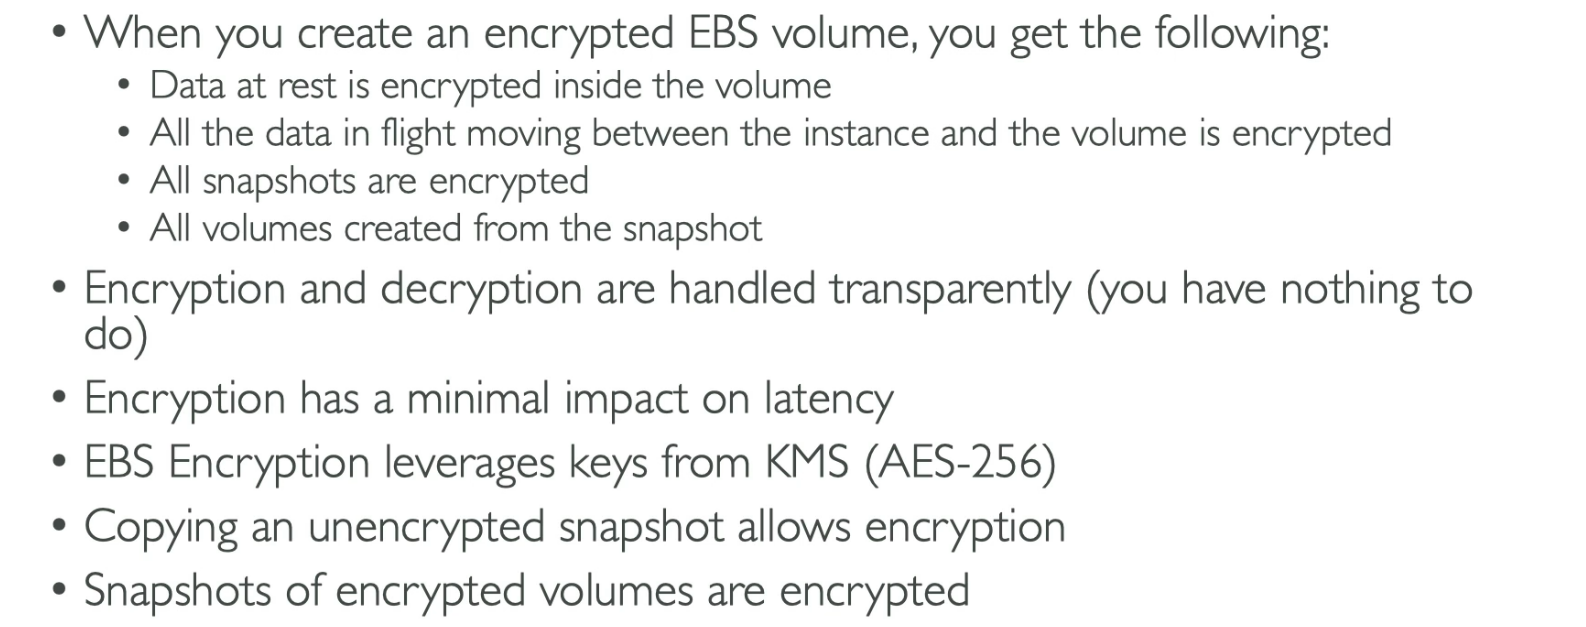 • When you create an encrypted EBS volume, you get the following:
• Data at rest is encrypted inside the volume
• All the data in flight moving between the instance and the volume is encrypted
• All snapshots are encrypted
• All volumes created from the snapshot
• Encryption and decryption are handled transparently (you have nothing to
do)
• Encryption has a minimal impact on latency
• EBS Encryption leverages keys from KMS (AES-256)
• Copying an unencrypted snapshot allows encryption
• Snapshots of encrypted volumes are encrypted